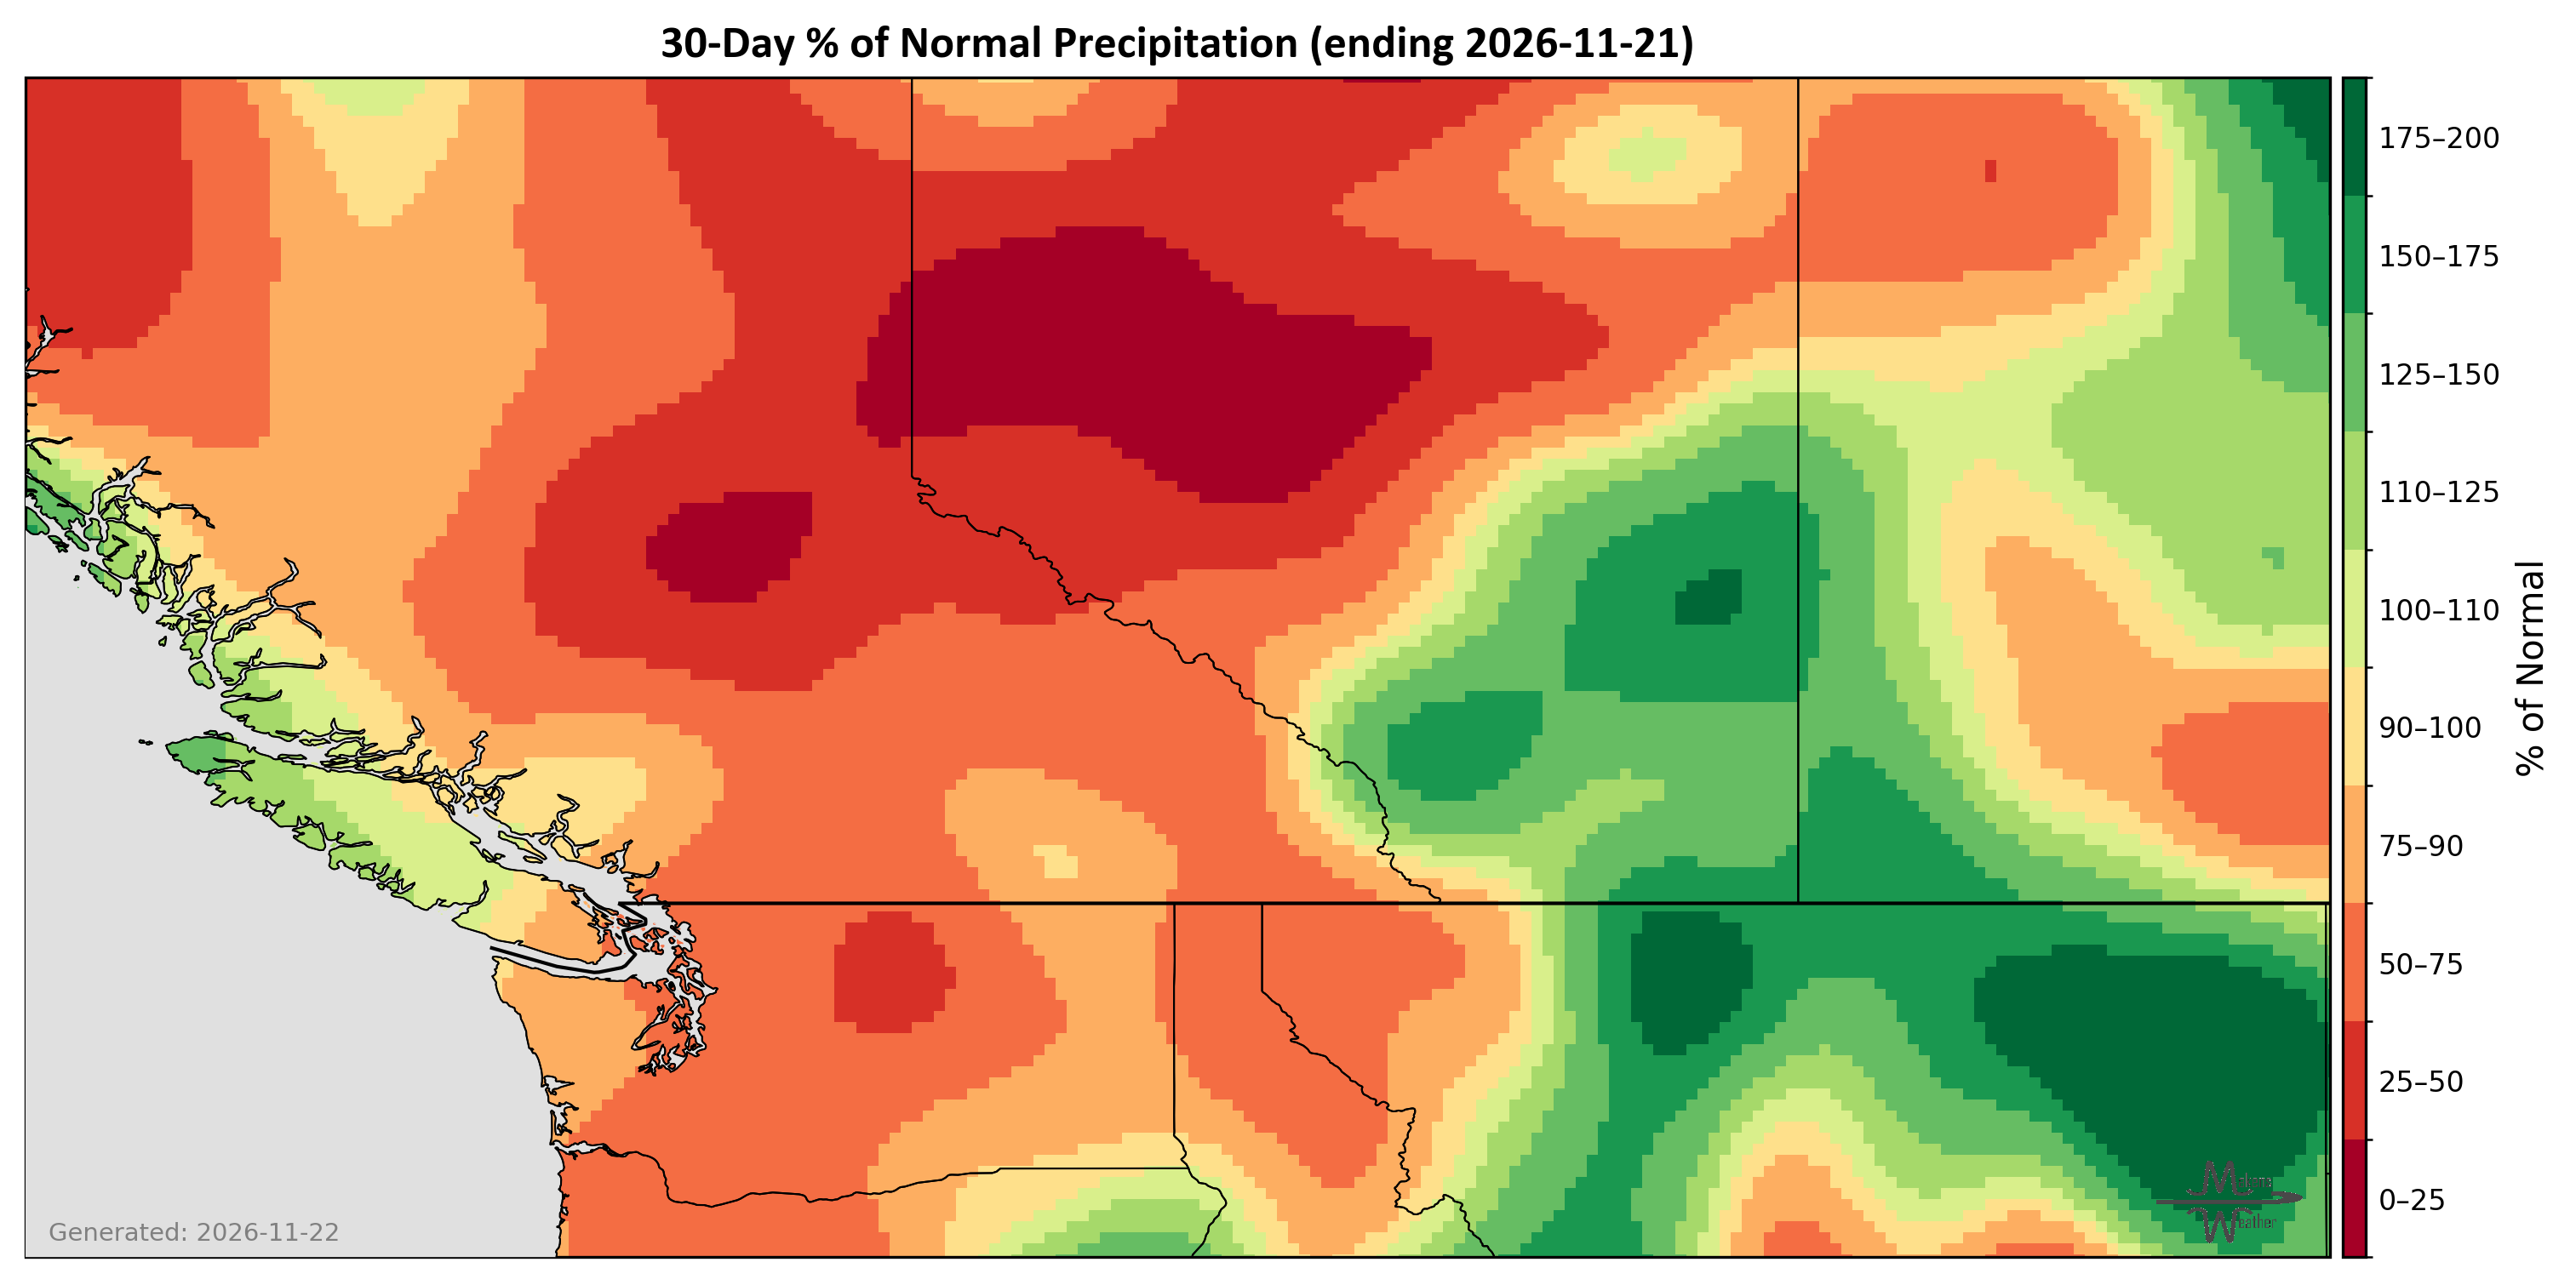 30-Day % of Normal Precipitation (ending 2026-11-21)
175–200
150–175
125–150
110–125
100–110
90–100
75–90
50–75
25–50
0–25
% of Normal
Generated: 2026-11-22
Weather